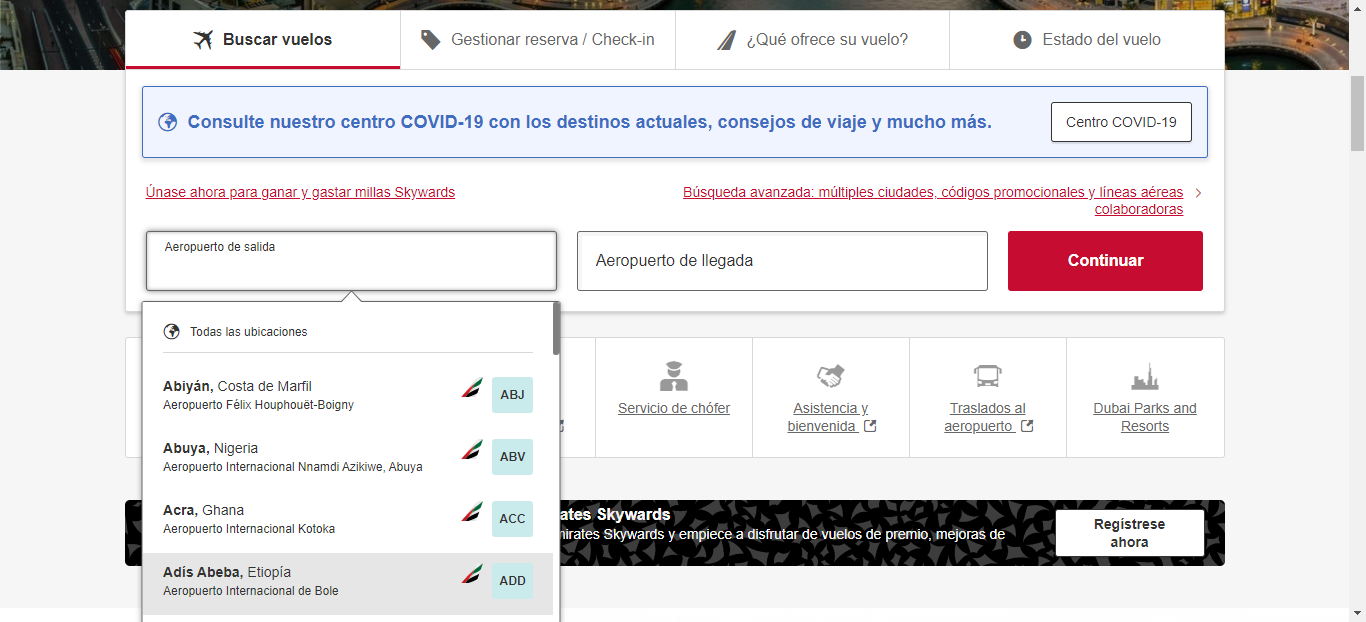 Buscar vuelos
Gestionar reserva / Check-in
¿Qué ofrece su vuelo?
Estado del vuelo
Consulte nuestro centro COVID-19 con los destinos actuales, consejos de viaje y mucho más.
Centro COVID-19
Únase ahora para ganar y gastar millas Skywards
Búsqueda avanzada: múltiples ciudades, códigos promocionales y líneas aéreas
colaboradoras
Aeropuerto de salida
Aeropuerto de llegada
Continuar
Todas las ubicaciones
Abiyán, Costa de Marfil
Aeropuerto Félix Houphouët-Boigny
ABJ
Abuya, Nigeria
Aeropuerto Internacional Nnamdi Azikiwe, Abuya
ABV
Acra, Ghana
Aeropuerto Internacional Kotoka
ACC
Adís Abeba, Etiopía
Aeropuerto Internacional de Bole
ADD
Servicio de chófer
Asistencia y
bienvenida
Traslados al
aeropuerto
Dubai Parks and
Resorts
Skywards
Skywards y empiece a disfrutar de vuelos de premio, mejoras de
Regístrese
ahora